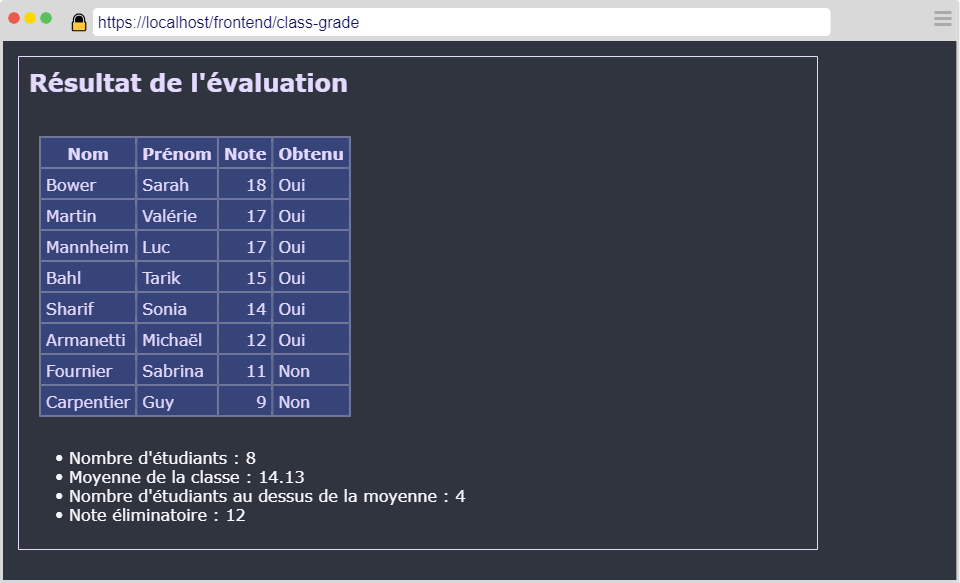 https://localhost/frontend/class-grade
Résultat de l'évaluation
Nom Prénom Note Obtenu
Bower Sarah 18 Oui
Martin Valérie 17 Oui
Mannheim Luc 17 Oui
Bahl Tarik 15 Oui
Sharif Sonia 14 Oui
Armanetti Michaël 12 Oui
Fournier Sabrina 11 Non
Carpentier Guy 9 Non
• Nombre d'étudiants : 8
• Moyenne de la classe : 14.13
• Nombre d'étudiants au dessus de la moyenne : 4
• Note éliminatoire : 12